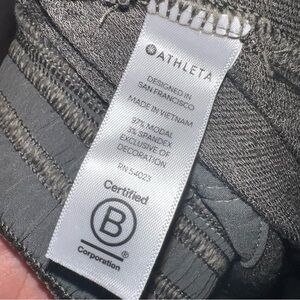 ATHLETA
DESIGNED IN
SAN FRANCISCO
MADE IN VIETNAM
97% MODAL
3% SPANDEX
EXCLUSIVE OF
DECORATION
RN 54023
Certified
B
Corporation